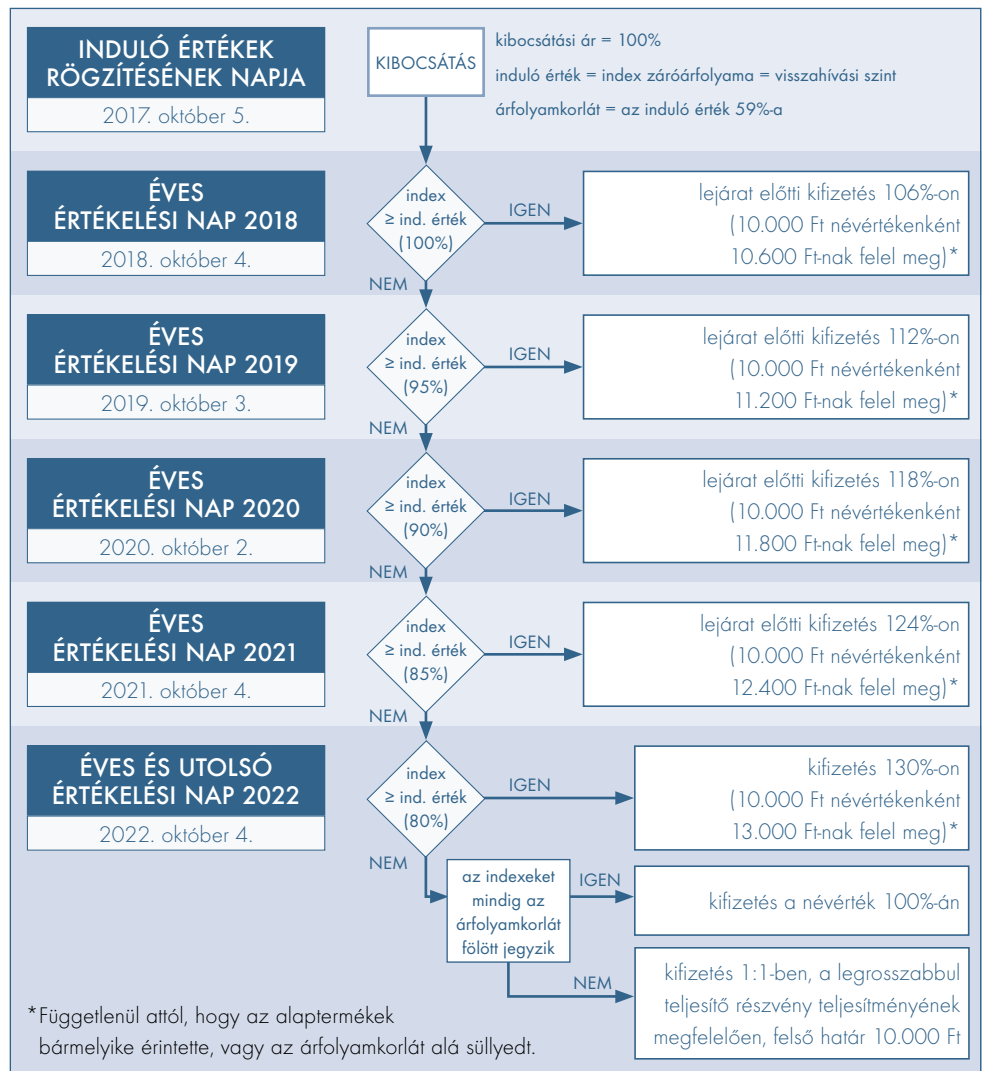 INDULÓ ÉRTÉKEK
RÖGZÍTÉSÉNEK NAPJA
2017. október 5.
KIBOCSÁTÁS
kibocsátási ár = 100%
induló érték = index záróárfolyama = visszahívási szint
árfolyamkorlát = az induló érték 59%-a
ÉVES
ÉRTÉKELÉSI NAP 2018
2018. október 4.
index
≥ ind. érték
(100%)
IGEN
NEM
lejárat előtti kifizetés 106%-on
(10.000 Ft névértékenként
10.600 Ft-nak felel meg)*
ÉVES
ÉRTÉKELÉSI NAP 2019
2019. október 3.
index
≥ ind. érték
(95%)
IGEN
NEM
lejárat előtti kifizetés 112%-on
(10.000 Ft névértékenként
11.200 Ft-nak felel meg)*
ÉVES
ÉRTÉKELÉSI NAP 2020
2020. október 2.
index
≥ ind. érték
(90%)
IGEN
NEM
lejárat előtti kifizetés 118%-on
(10.000 Ft névértékenként
11.800 Ft-nak felel meg)*
ÉVES
ÉRTÉKELÉSI NAP 2021
2021. október 4.
index
≥ ind. érték
(85%)
IGEN
NEM
lejárat előtti kifizetés 124%-on
(10.000 Ft névértékenként
12.400 Ft-nak felel meg)*
ÉVES ÉS UTOLSÓ
ÉRTÉKELÉSI NAP 2022
2022. október 4.
index
≥ ind. érték
(80%)
IGEN
NEM
kifizetés 130%-on
(10.000 Ft névértékenként
13.000 Ft-nak felel meg)*
az indexeket
mindig az
árfolyamkorlát
fölött jegyzik
IGEN
kifizetés a névérték 100%-án
NEM
kifizetés 1:1-ben, a legrosszabbul
teljesítő részvény teljesítményének
megfelelően, felső határ 10.000 Ft
*Függetlenül attól, hogy az alaptermékek
bármelyike érintette, vagy az árfolyamkorlát alá süllyedt.